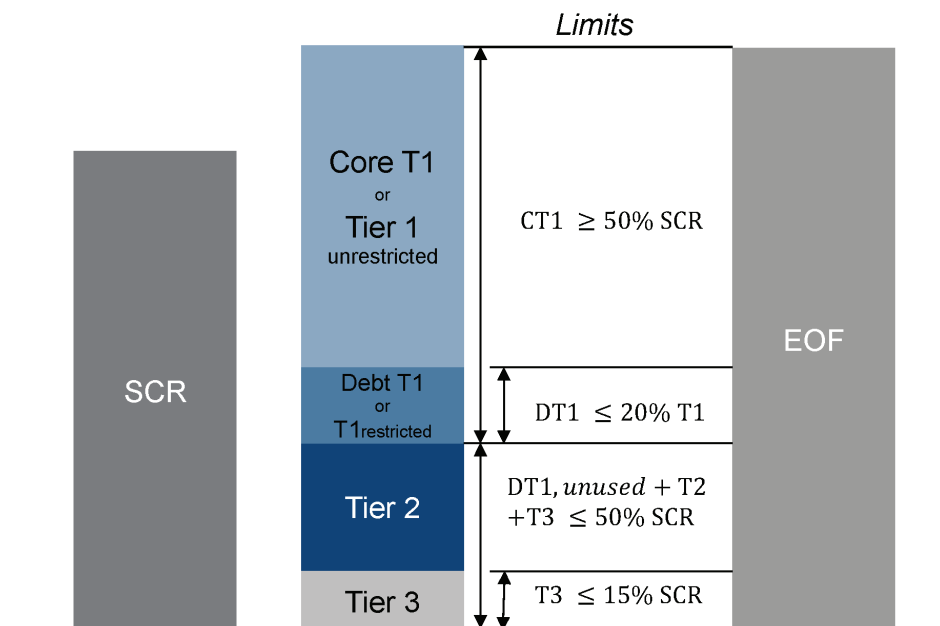 Limits
Core T1
or
Tier 1
unrestricted
CT1 ≥ 50% SCR
EOF
SCR
Debt T1
or
T1restricted
DT1 ≤ 20% T1
Tier 2
DT1, unused + T2
+T3 ≤ 50% SCR
Tier 3
T3 ≤ 15% SCR